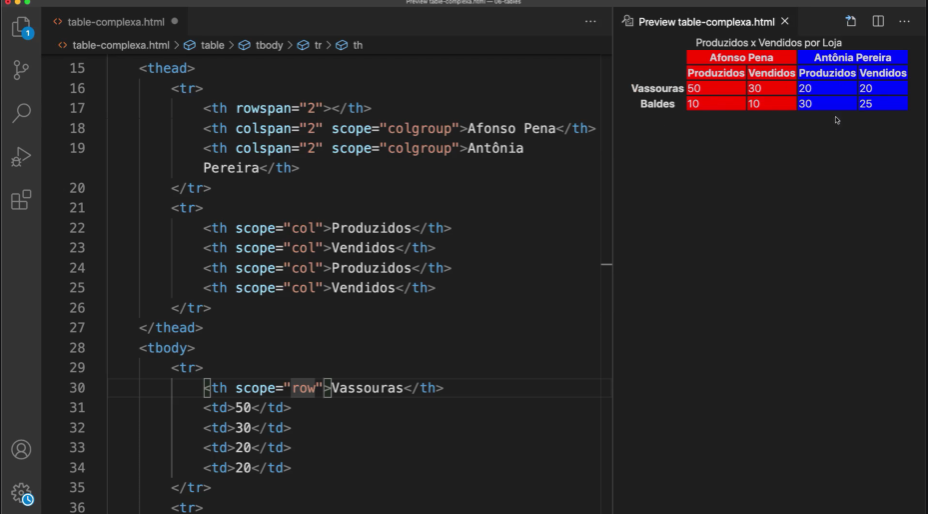 Preview table-complexa.html — 06-tables
1
<> table-complexa.html ●
...
<> table-complexa.html > table > tbody > tr > th
15 <thead>
16 <tr>
17 <th rowspan="2"></th>
18 <th colspan="2" scope="colgroup">Afonso Pena</th>
19 <th colspan="2" scope="colgroup">Antônia
Pereira</th>
20 </tr>
21 <tr>
22 <th scope="col">Produzidos</th>
23 <th scope="col">Vendidos</th>
24 <th scope="col">Produzidos</th>
25 <th scope="col">Vendidos</th>
26 </tr>
27 </thead>
28 <tbody>
29 <tr>
30 <th scope="row">Vassouras</th>
31 <td>50</td>
32 <td>30</td>
33 <td>20</td>
34 <td>20</td>
35 </tr>
36 <tr>
Preview table-complexa.html ×
...
Produzidos x Vendidos por Loja
Afonso Pena Antônia Pereira
Produzidos Vendidos Produzidos Vendidos
Vassouras 50 30 20 20
Baldes 10 10 30 25